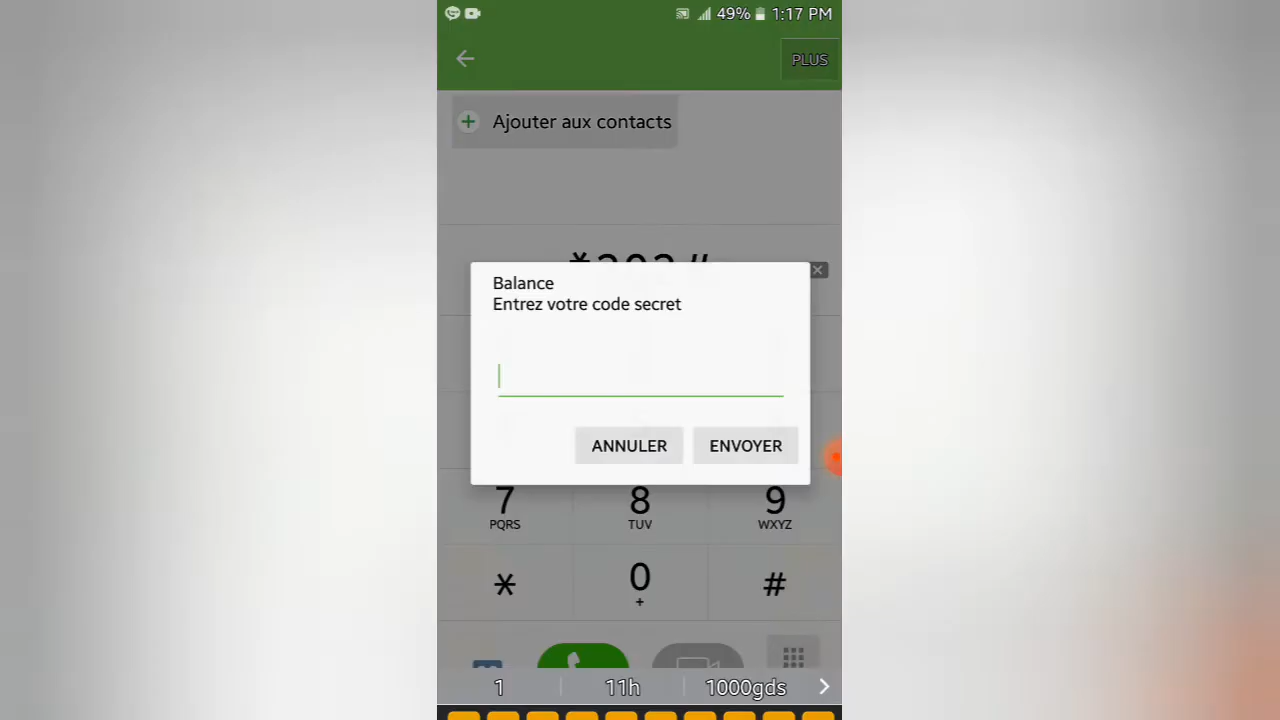 49% 1:17 PM
PLUS
Ajouter aux contacts
*202#
Balance
Entrez votre code secret
ANNULER ENVOYER
7 8 9
PQRS TUV WXYZ
* 0 #
+
1 11h 1000gds